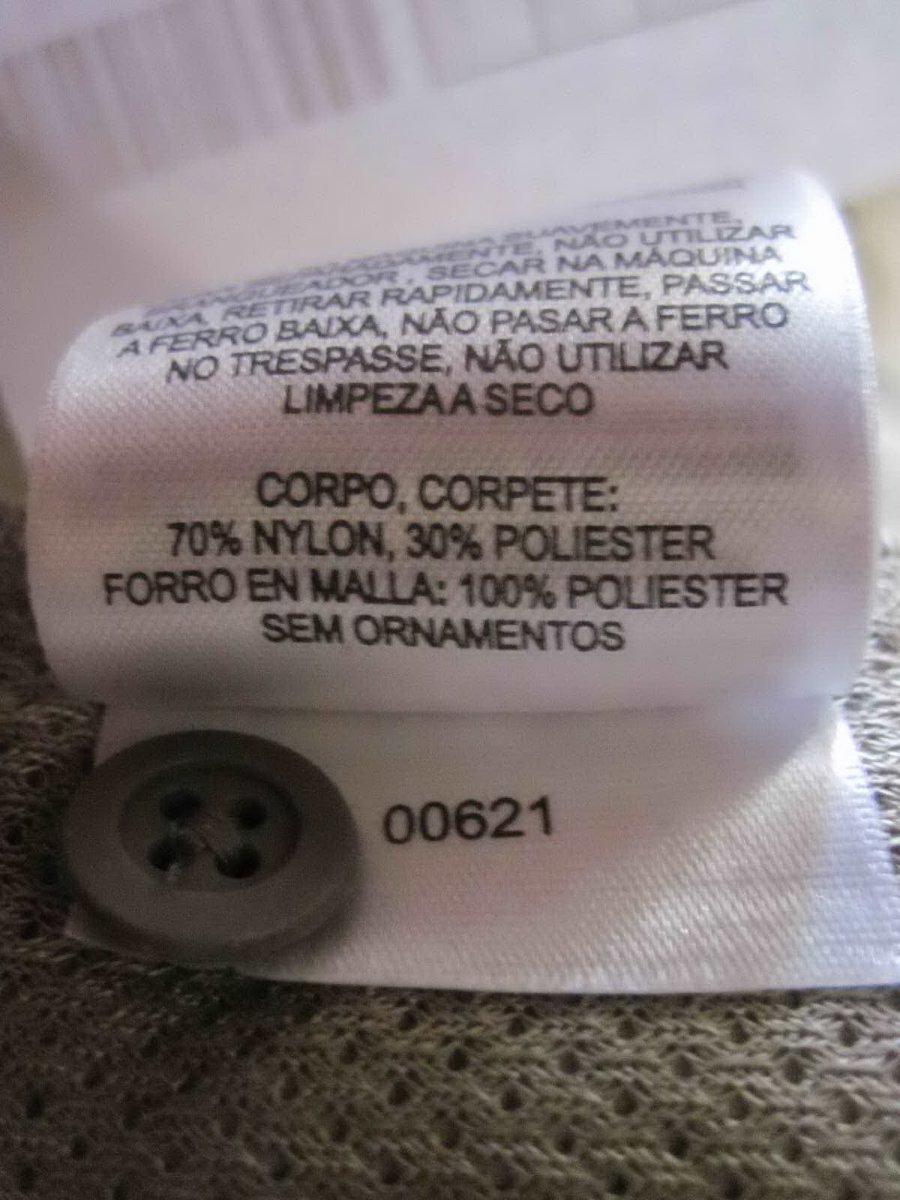 SUAVEMENTE,
NÃO UTILIZAR
SECAR NA MÁQUINA
BAIXA, RETIRAR RAPIDAMENTE, PASSAR
A FERRO BAIXA, NÃO PASAR A FERRO
NO TRESPASSE, NÃO UTILIZAR
LIMPEZA A SECO
CORPO, CORPETE:
70% NYLON, 30% POLIESTER
FORRO EN MALLA: 100% POLIESTER
SEM ORNAMENTOS
00621